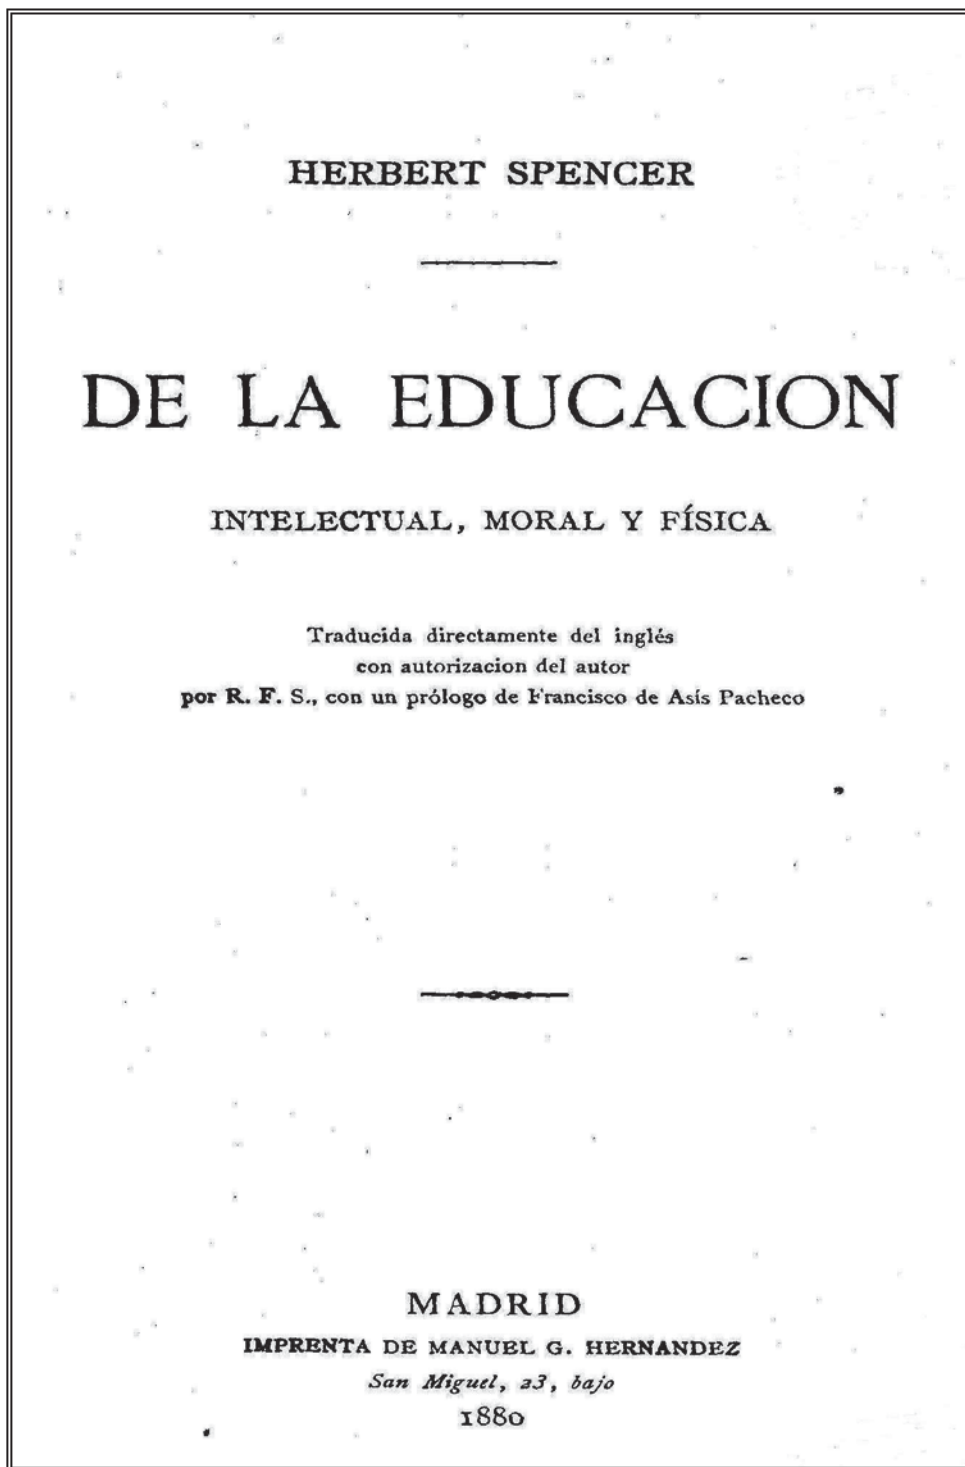 HERBERT SPENCER
DE LA EDUCACION
INTELECTUAL, MORAL Y FÍSICA
Traducida directamente del inglés
con autorizacion del autor
por R. F. S., con un prólogo de Francisco de Asís Pacheco
MADRID
IMPRENTA DE MANUEL G. HERNANDEZ
San Miguel, 23, bajo
1880